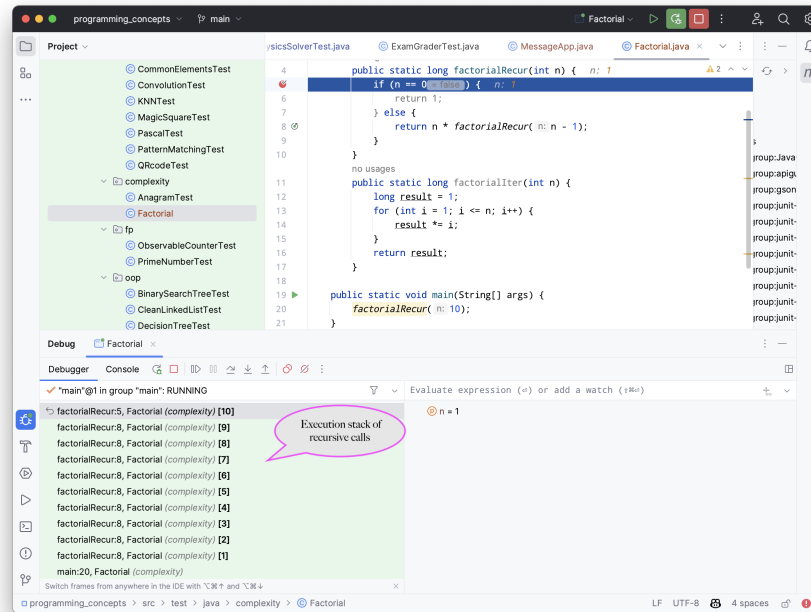 programming_concepts
main
Factorial
Project
ysicsSolverTest.java
ExamGraderTest.java
MessageApp.java
Factorial.java
CommonElementsTest
ConvolutionTest
KNNTest
MagicSquareTest
PascalTest
PatternMatchingTest
QRcodeTest
complexity
AnagramTest
Factorial
fp
ObservableCounterTest
PrimeNumberTest
oop
BinarySearchTreeTest
CleanLinkedListTest
DecisionTreeTest
4 public static long factorialRecur(int n) { n: 1
2
if (n == 0 = false ) { n: 1
6 return 1;
7 } else {
8 return n * factorialRecur( n: n - 1);
9 }
10 }
no usages
11 public static long factorialIter(int n) {
12 long result = 1;
13 for (int i = 1; i <= n; i++) {
14 result *= i;
15 }
16 return result;
17 }
18
19 public static void main(String[] args) {
20 factorialRecur( n: 10);
21 }
n
s
group:Java
group:apigu
group:gson
group:junit-
group:junit-
group:junit-
group:junit-
group:junit-
group:junit-
group:junit-
group:junit-
Debug
Factorial
Debugger
Console
"main"@1 in group "main": RUNNING
Evaluate expression (⏎) or add a watch (⇧⌘⏎)
factorialRecur:5, Factorial (complexity) [10]
factorialRecur:8, Factorial (complexity) [9]
factorialRecur:8, Factorial (complexity) [8]
factorialRecur:8, Factorial (complexity) [7]
factorialRecur:8, Factorial (complexity) [6]
factorialRecur:8, Factorial (complexity) [5]
factorialRecur:8, Factorial (complexity) [4]
factorialRecur:8, Factorial (complexity) [3]
factorialRecur:8, Factorial (complexity) [2]
factorialRecur:8, Factorial (complexity) [1]
main:20, Factorial (complexity)
Execution stack of
recursive calls
n = 1
Switch frames from anywhere in the IDE with ⌥⌘↑ and ⌥⌘↓
programming_concepts > src > test > java > complexity > Factorial
LF UTF-8 4 spaces